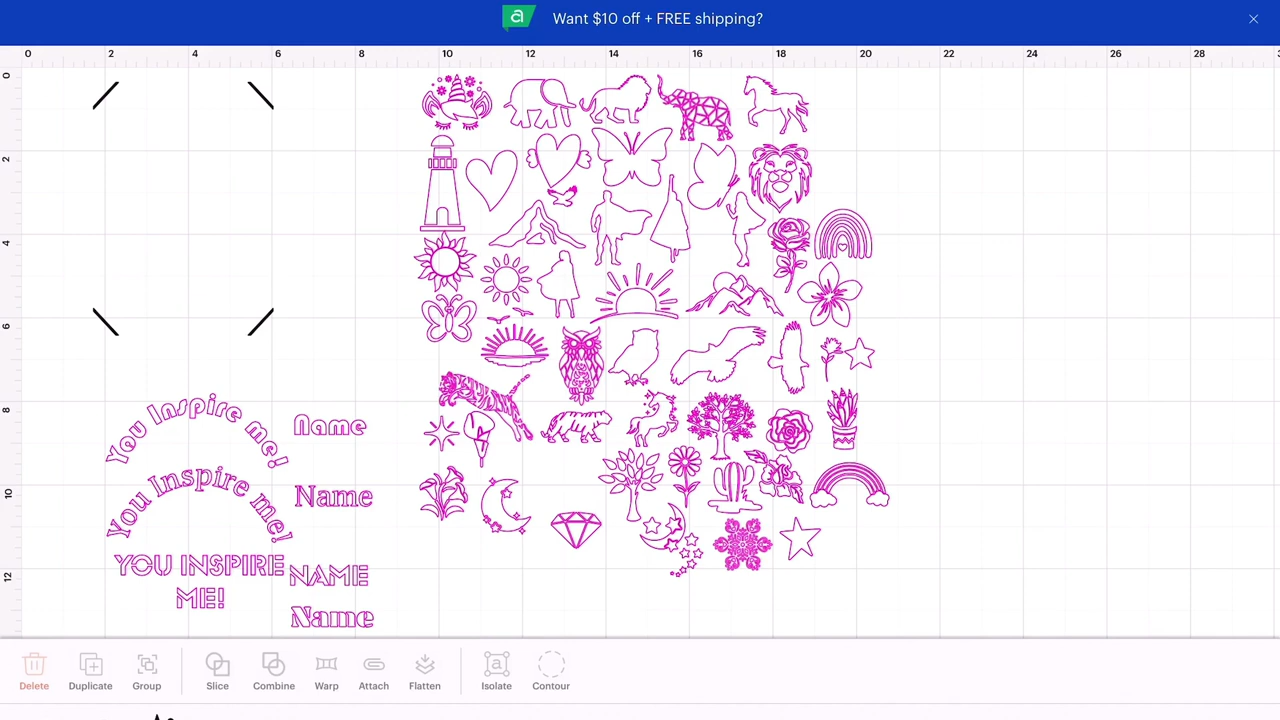 a Want $10 off + FREE shipping?
0 2 4 6 8 10 12 14 16 18 20 22 24 26 28
0
2
4
6
8
10
12
You Inspire me!
Name
You Inspire me!
Name
YOU INSPIRE
ME!
NAME
Name
Delete Duplicate Group Slice Combine Warp Attach Flatten Isolate Contour